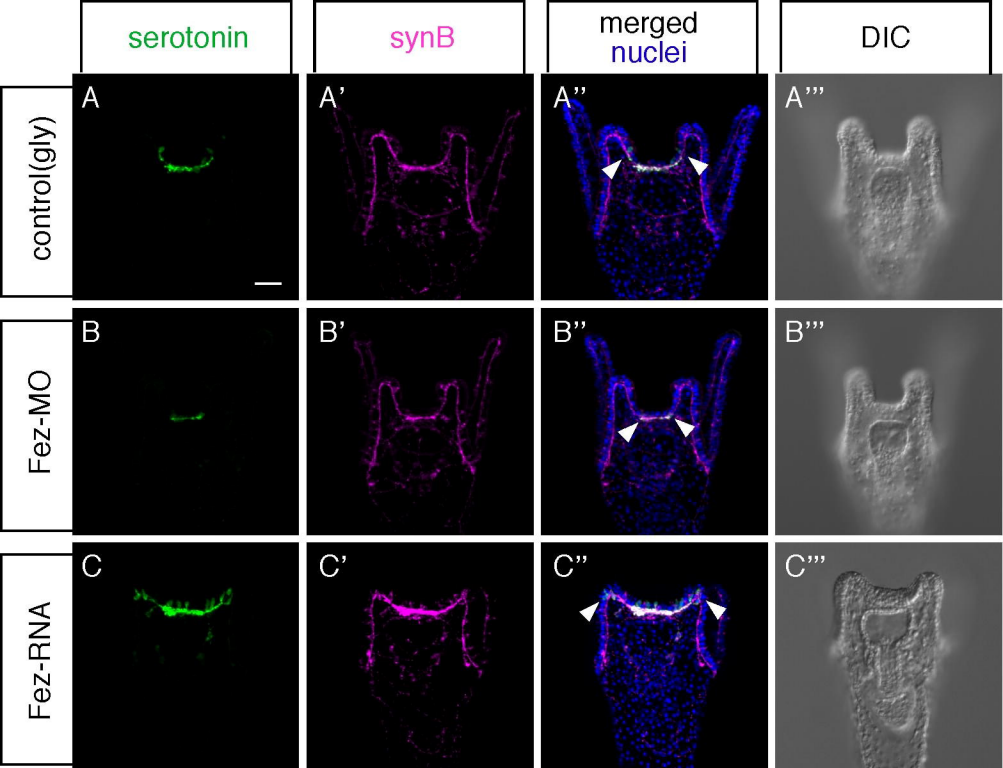 serotonin
synB
merged
nuclei
DIC
control(gly)
A
A’
A’’
A’’’
Fez-MO
B
B’
B’’
B’’’
Fez-RNA
C
C’
C’’
C’’’